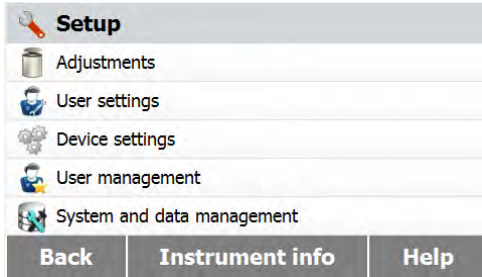 Setup
Adjustments
User settings
Device settings
User management
System and data management
Back
Instrument info
Help